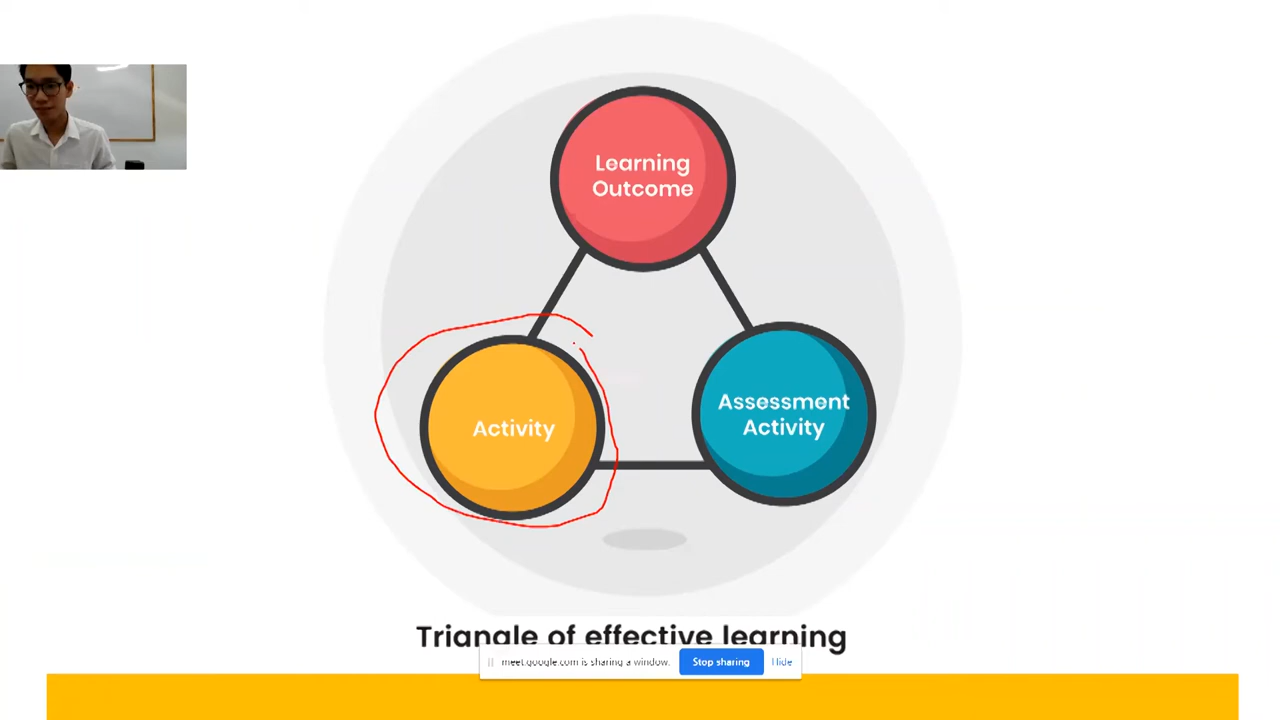 Learning
Outcome
Activity
Assessment
Activity
Triangle of effective learning
meet.google.com is sharing a window.
Stop sharing
Hide